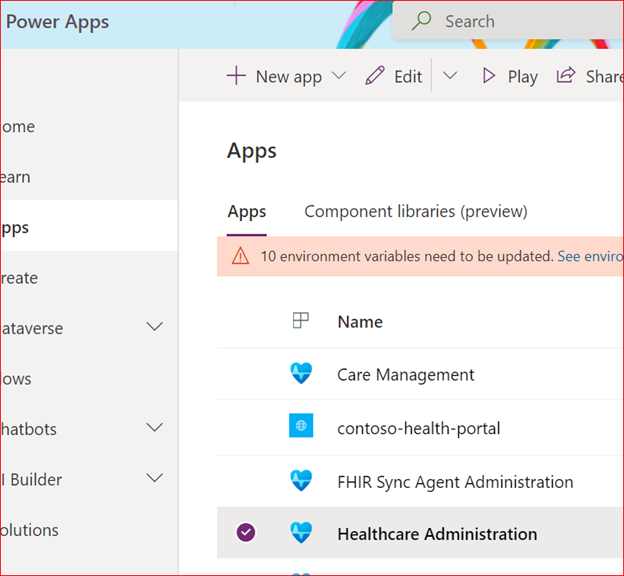 Power Apps
Search
New app
Edit
Play
Share
ome
earn
pps
reate
ataverse
ows
hatbots
I Builder
olutions
Apps
Apps
Component libraries (preview)
10 environment variables need to be updated. See enviro
Name
Care Management
contoso-health-portal
FHIR Sync Agent Administration
Healthcare Administration